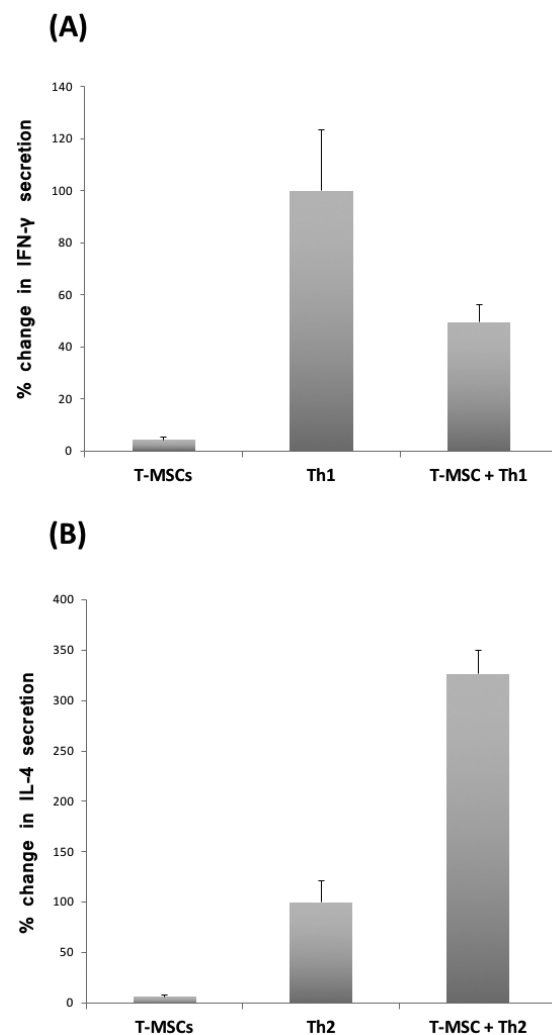 (A)
% change in IFN-γ secretion
140
120
100
80
60
40
20
0
T-MSCs Th1 T-MSC + Th1
(B)
% change in IL-4 secretion
400
350
300
250
200
150
100
50
0
T-MSCs Th2 T-MSC + Th2